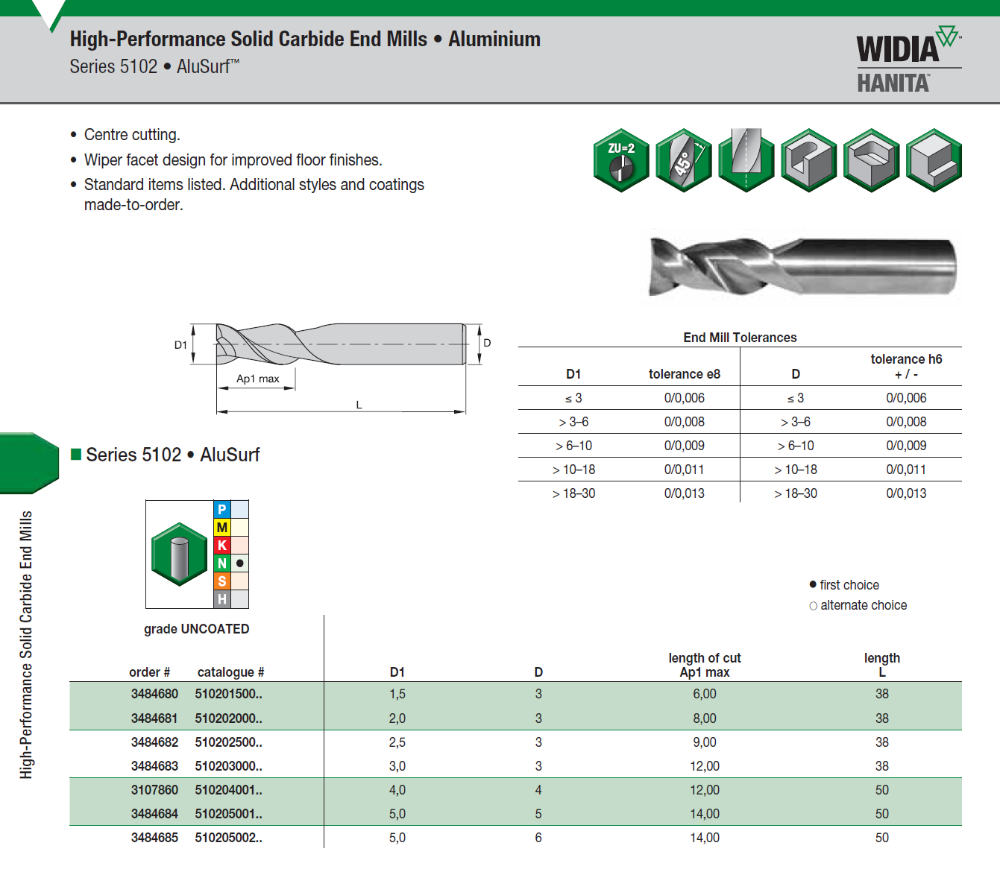 High-Performance Solid Carbide End Mills • Aluminium
Series 5102 • AluSurf™
WIDIA™
HANITA™
• Centre cutting.
• Wiper facet design for improved floor finishes.
• Standard items listed. Additional styles and coatings
made-to-order.
ZU=2
45°
D1
D
Ap1 max
L
End Mill Tolerances
D1 tolerance e8 D tolerance h6
+ / -
≤ 3 0/0,006 ≤ 3 0/0,006
> 3–6 0/0,008 > 3–6 0/0,008
> 6–10 0/0,009 > 6–10 0/0,009
> 10–18 0/0,011 > 10–18 0/0,011
> 18–30 0/0,013 > 18–30 0/0,013
■ Series 5102 • AluSurf
P
M
K
N ●
S
H
● first choice
○ alternate choice
grade UNCOATED
order # catalogue # D1 D length of cut
Ap1 max length
L
3484680 510201500.. 1,5 3 6,00 38
3484681 510202000.. 2,0 3 8,00 38
3484682 510202500.. 2,5 3 9,00 38
3484683 510203000.. 3,0 3 12,00 38
3107860 510204001.. 4,0 4 12,00 50
3484684 510205001.. 5,0 5 14,00 50
3484685 510205002.. 5,0 6 14,00 50
High-Performance Solid Carbide End Mills